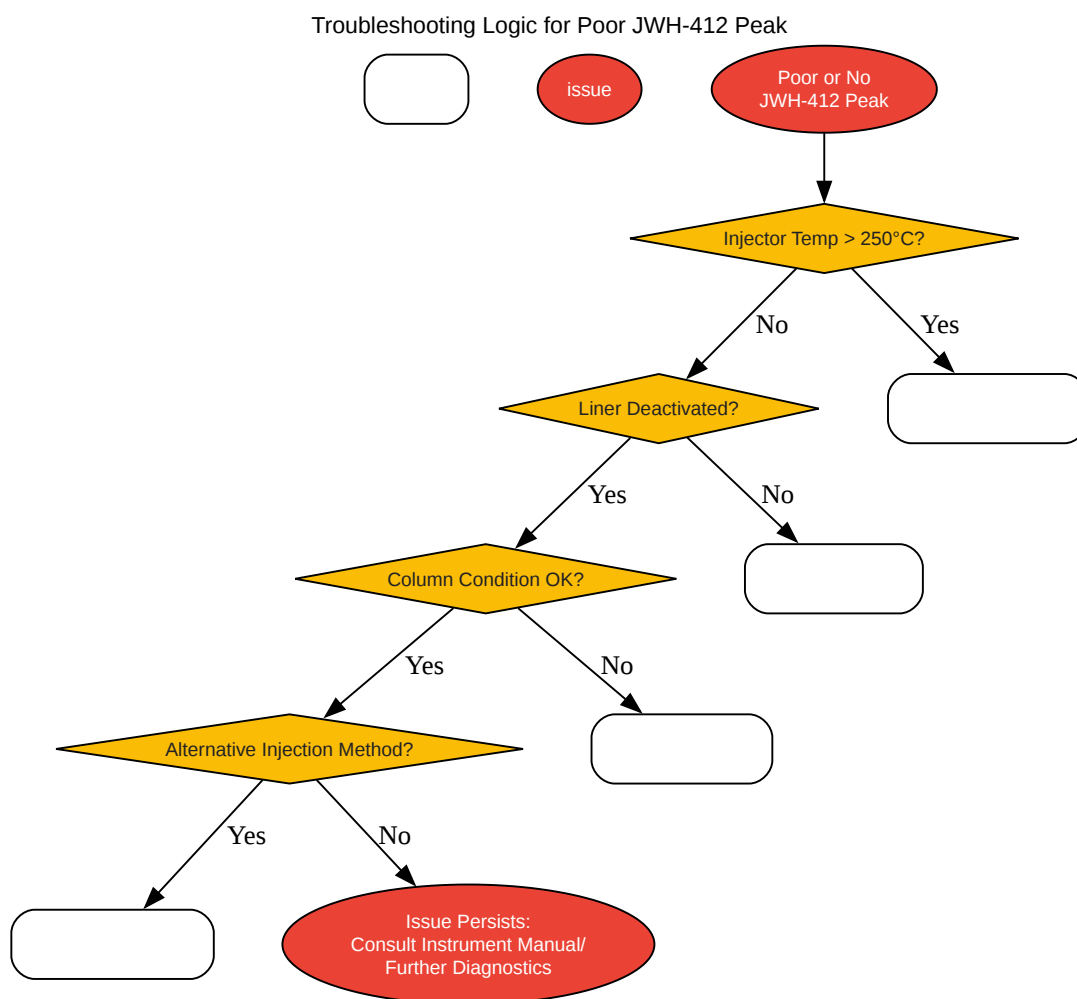 Troubleshooting Logic for Poor JWH-412 Peak
issue
Poor or No
JWH-412 Peak
Injector Temp > 250°C?
No
Yes
Liner Deactivated?
Yes
No
Column Condition OK?
Yes
No
Alternative Injection Method?
Yes
No
Issue Persists:
Consult Instrument Manual/
Further Diagnostics